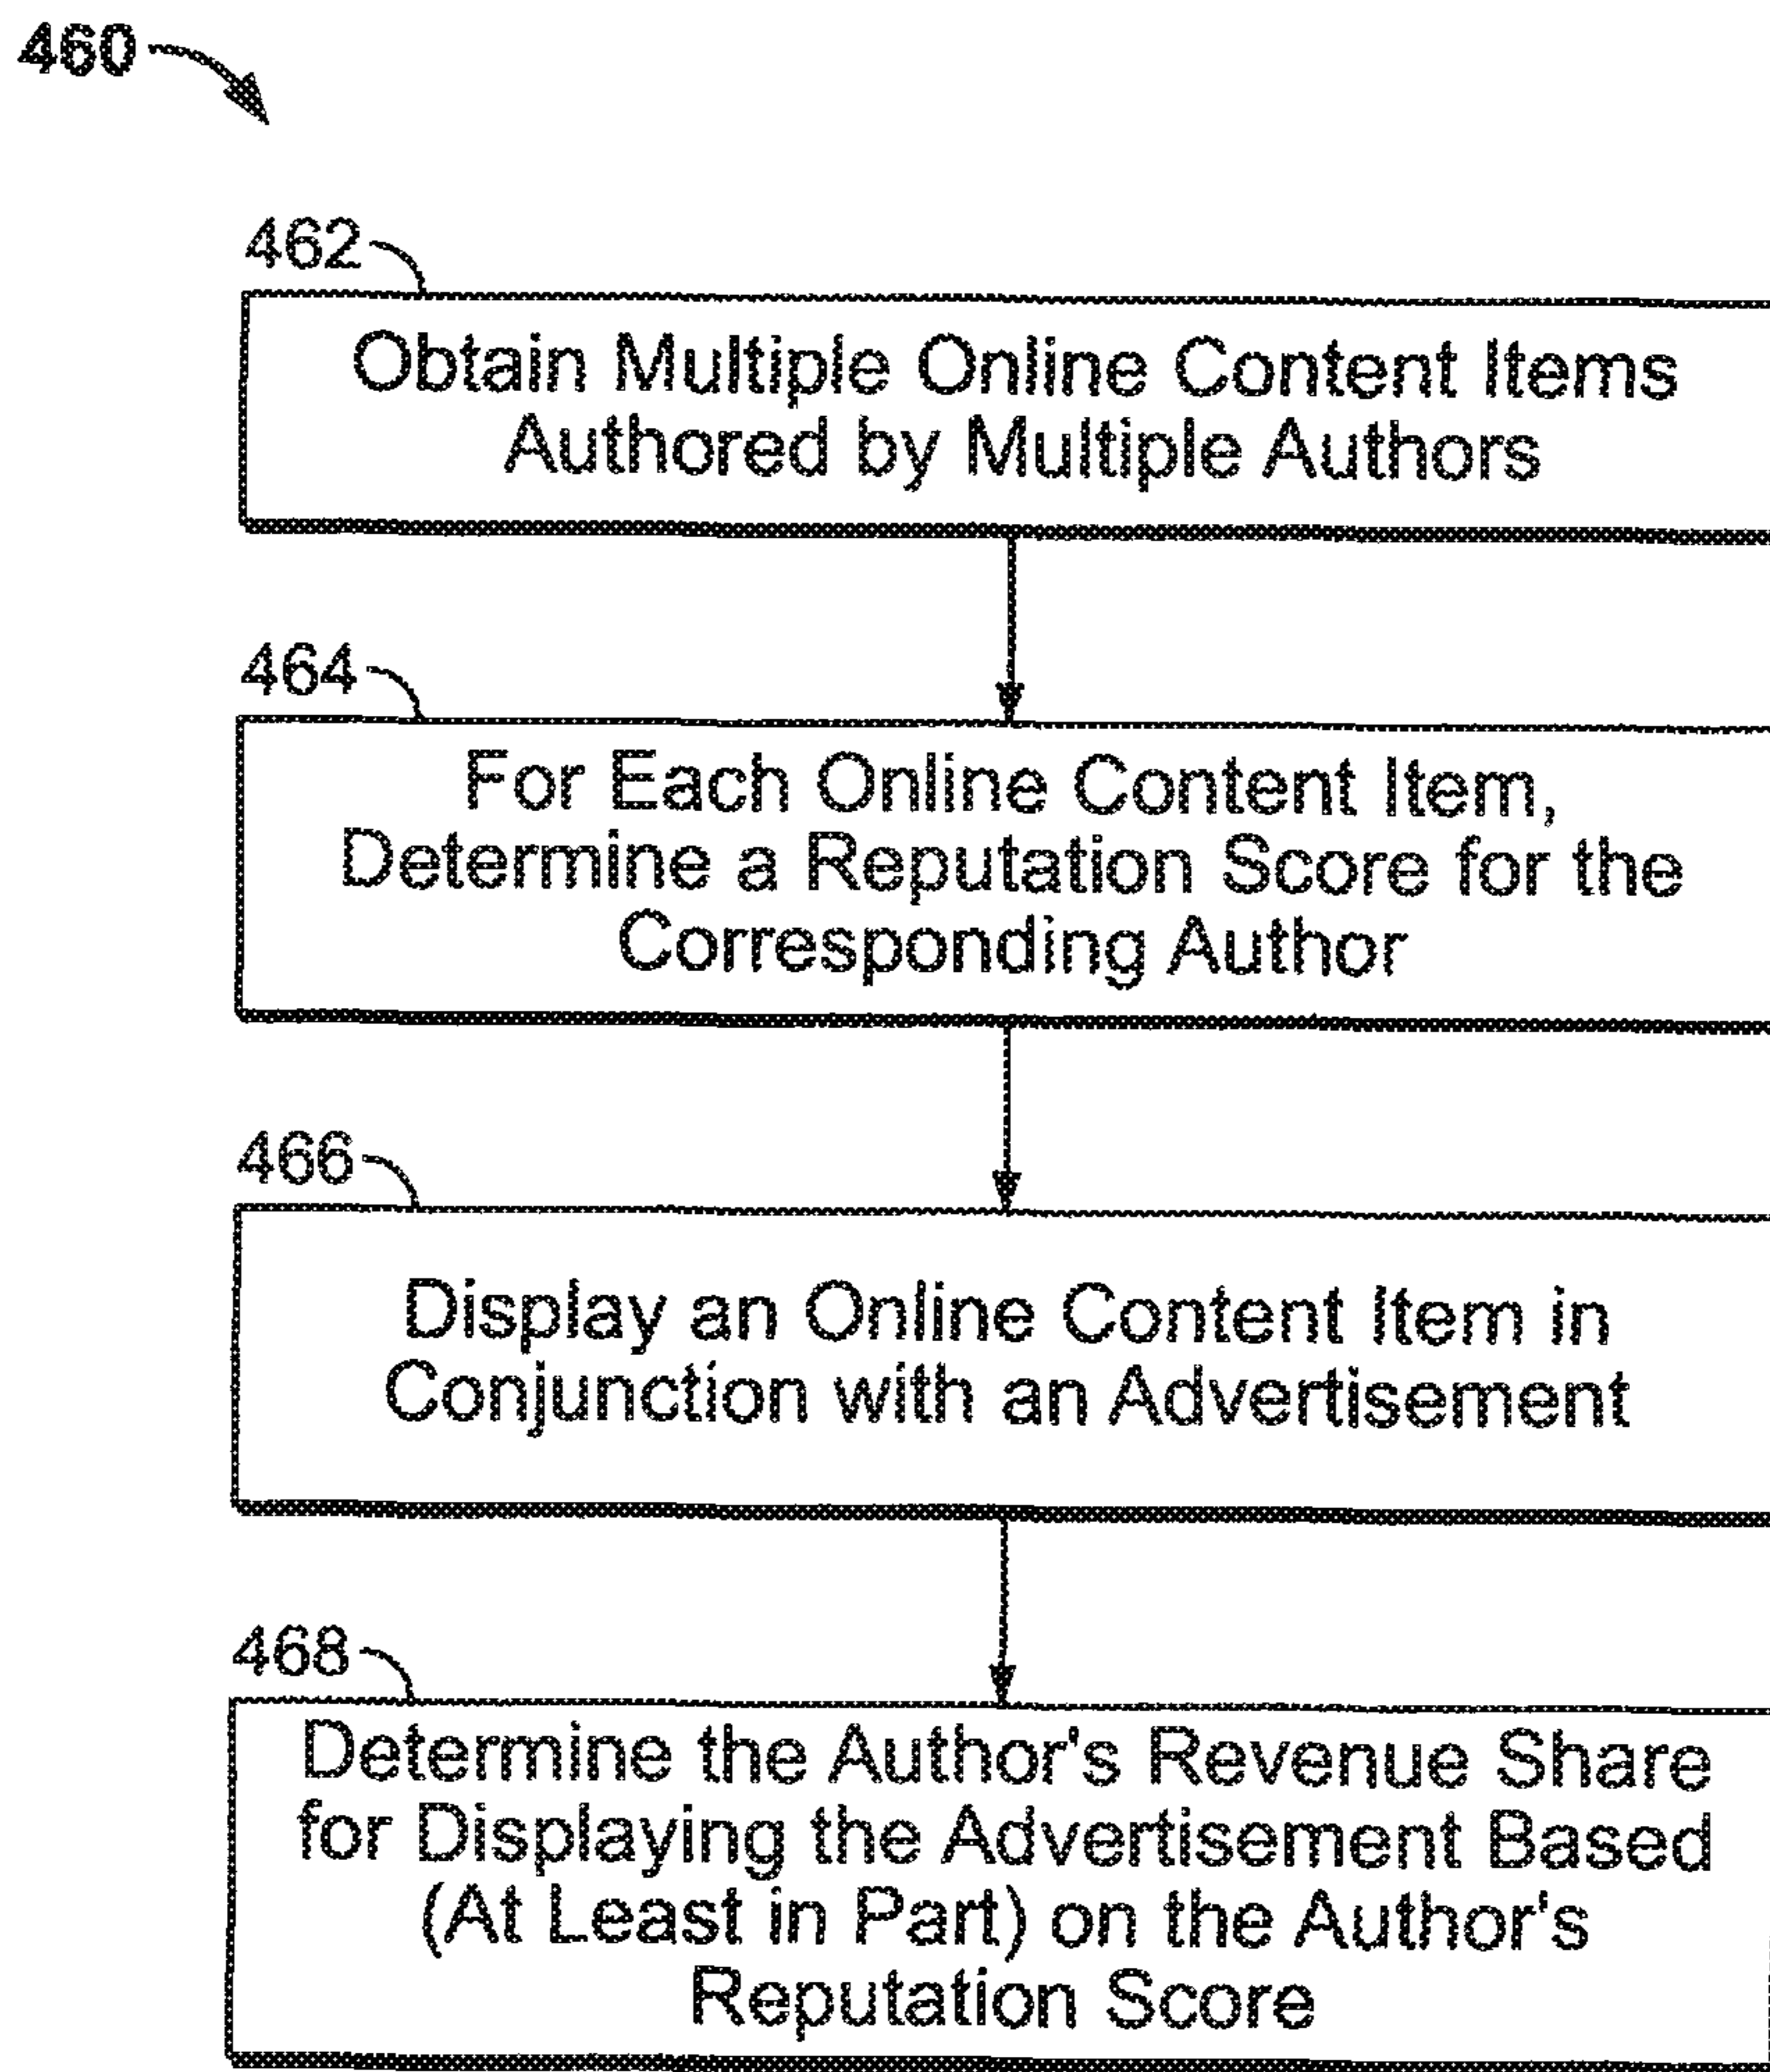 460
462
Obtain Multiple Online Content Items
Authored by Multiple Authors
464
For Each Online Content Item,
Determine a Reputation Score for the
Corresponding Author
466
Display an Online Content Item in
Conjunction with an Advertisement
468
Determine the Author's Revenue Share
for Displaying the Advertisement Based
(At Least in Part) on the Author's
Reputation Score